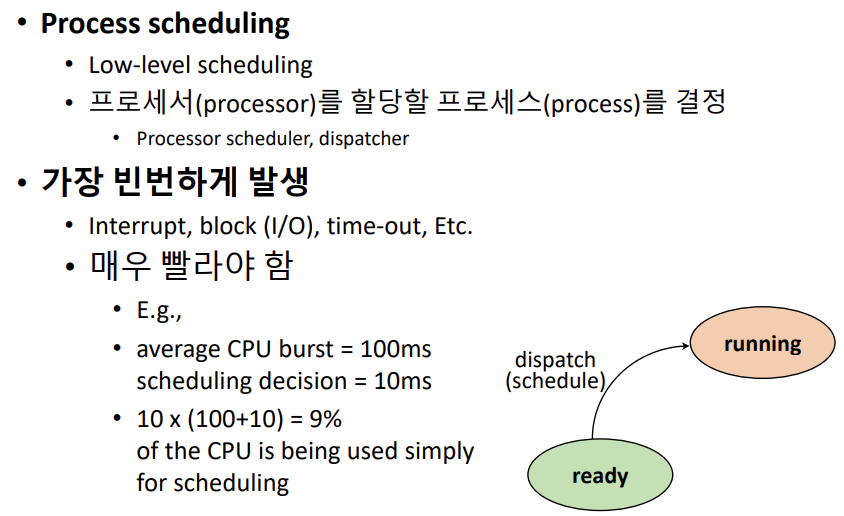 • Process scheduling
• Low-level scheduling
• 프로세서(processor)를 할당할 프로세스(process)를 결정
• Processor scheduler, dispatcher
• 가장 빈번하게 발생
• Interrupt, block (I/O), time-out, Etc.
• 매우 빨라야 함
• E.g.,
• average CPU burst = 100ms
scheduling decision = 10ms
• 10 x (100+10) = 9%
of the CPU is being used simply
for scheduling
dispatch
(schedule)
running
ready